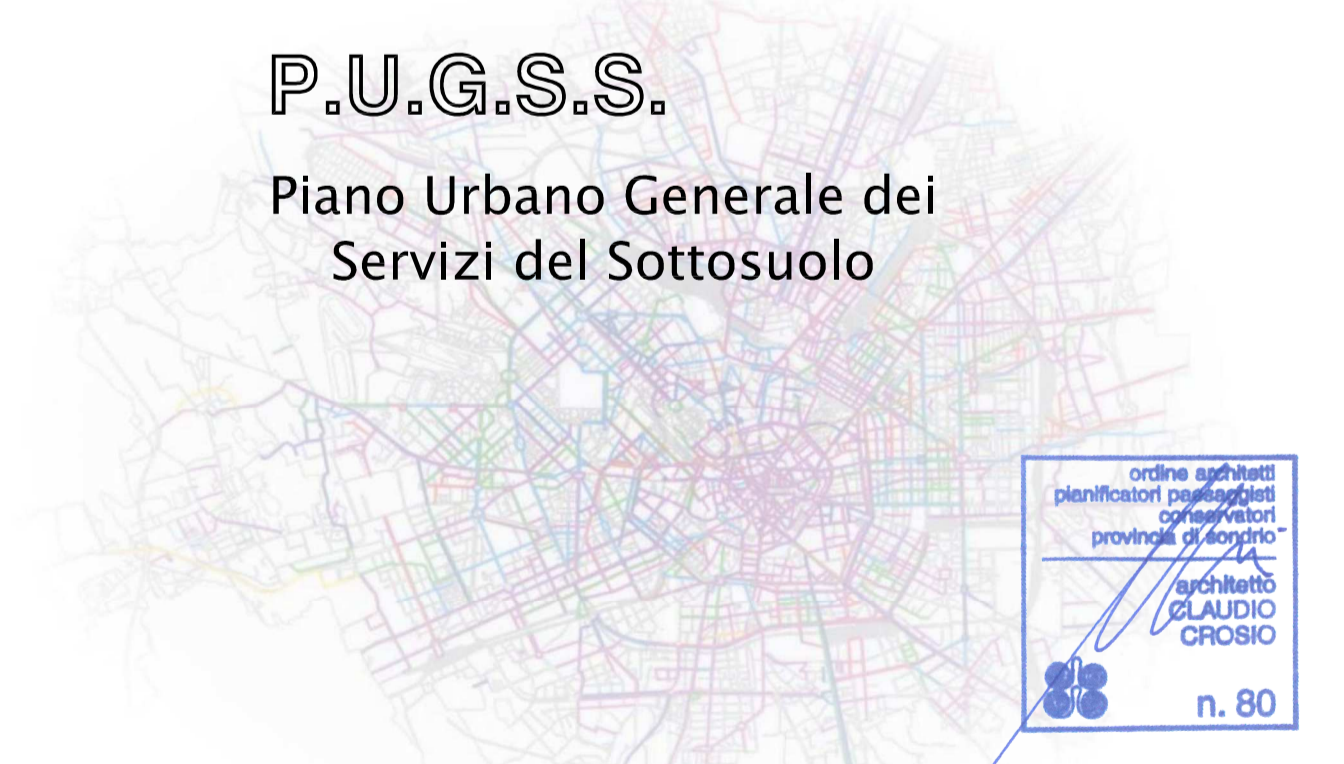 P.U.G.S.S.
Piano Urbano Generale dei
Servizi del Sottosuolo
ordine architetti
pianificatori paesaggisti
conservatori
provincia di sondrio
architetto
CLAUDIO
CROSIO
n. 80